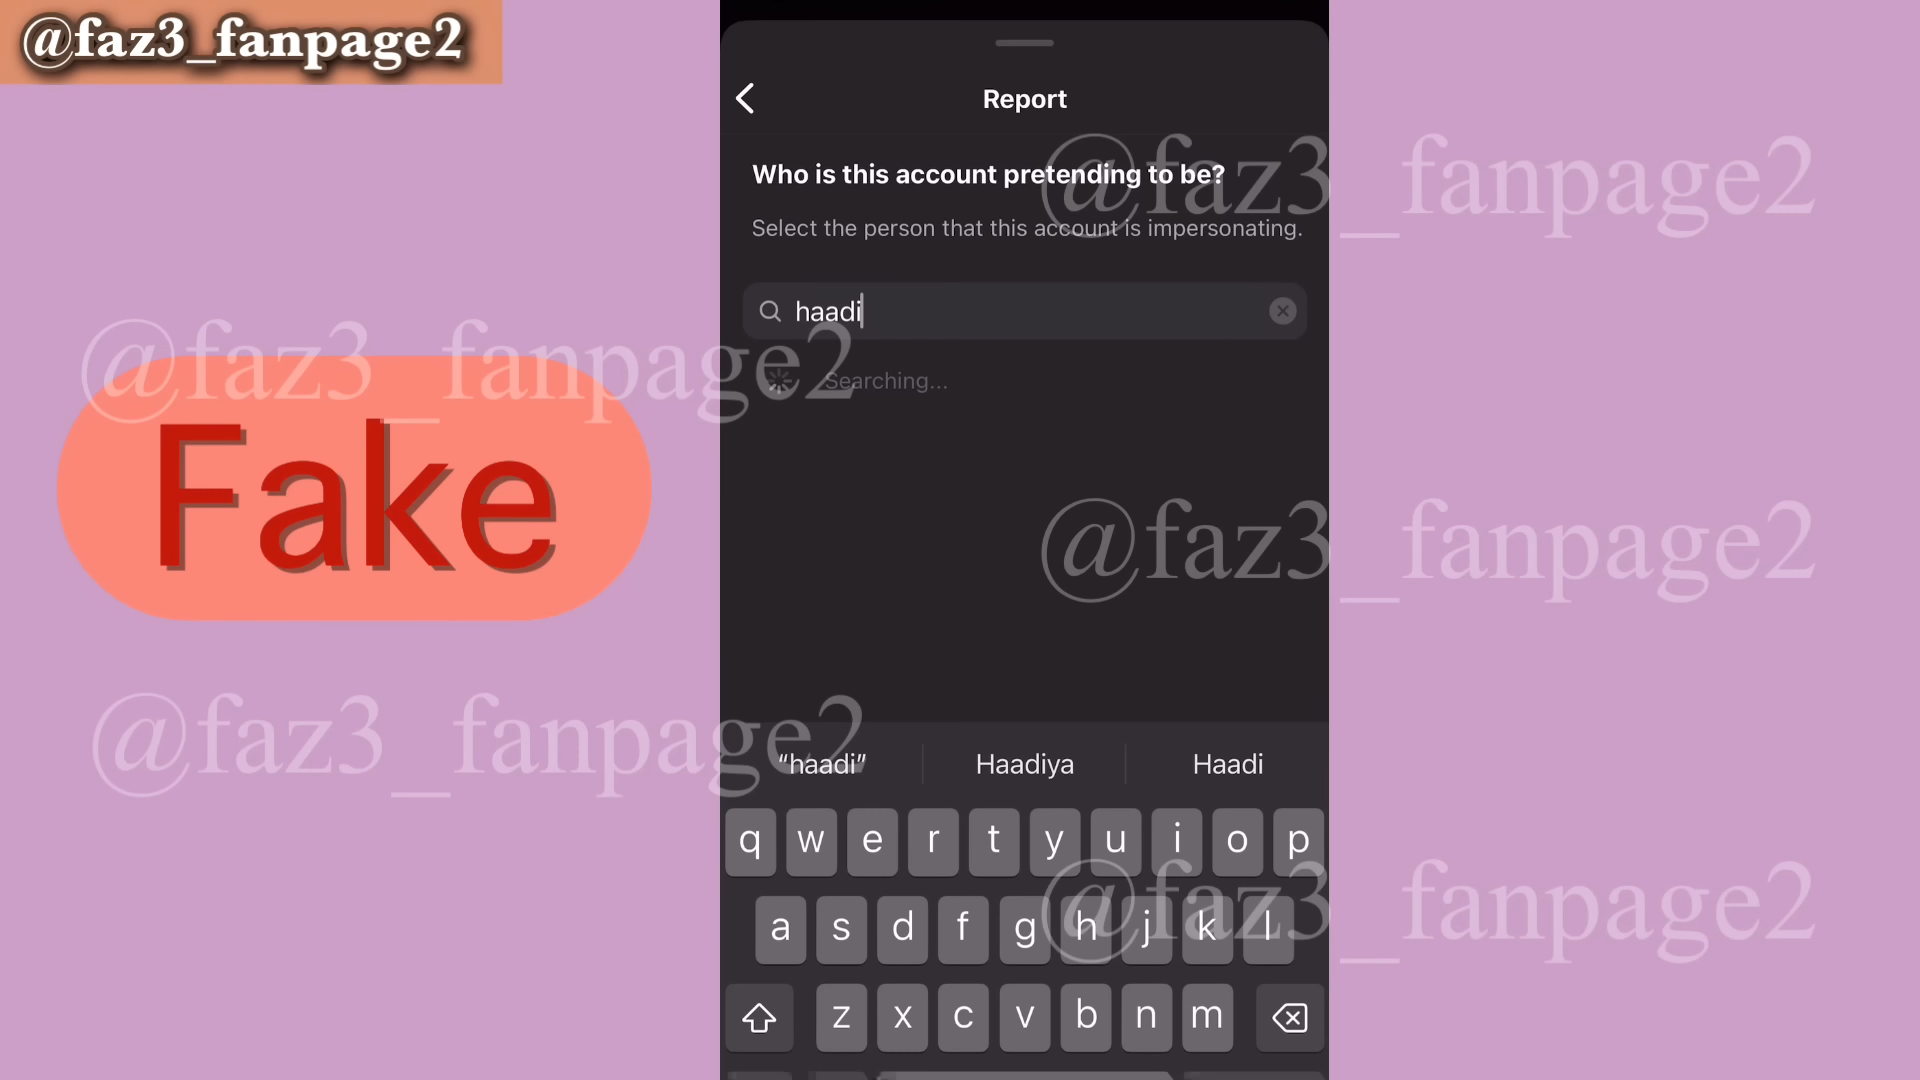 @faz3_fanpage2
Report
Who is this account pretending to be?
@faz3_fanpage2
Select the person that this account is impersonating.
haadi
@faz3_fanpage2
Searching...
Fake
@faz3_fanpage2
@faz3_fanpage2
“haadi” Haadiya Haadi
q w e r t y u i o p
@faz3_fanpage2
a s d f g h j k l
z x c v b n m